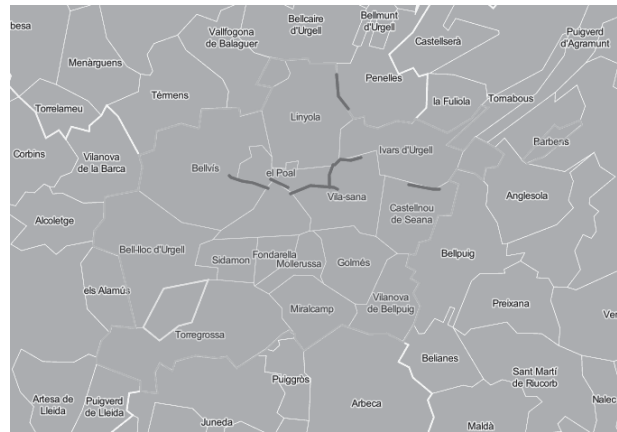 Bellcaire
d'Urgell
Bellmunt
d'Urgell
besa
Vallfogona
de Balaguer
Castellserà
Puigverd
d'Agramunt
Menàrguens
Penelles
Térmens
la Fuliola
Tornabous
Torrelameu
Linyola
Barbens
Corbins
Vilanova
de la Barca
Ivars d'Urgell
Bellvís
el Poal
Vila-sana
Anglesola
Castellnou
de Seana
Alcoletge
Bell-lloc d'Urgell
Sidamon
Fondarella
Mollerussa
Golmés
Bellpuig
els Alamús
Vilanova
de Bellpuig
Preixana
Miralcamp
Ver
Torregrossa
Belianes
Puiggròs
Sant Martí
de Riucorb
Artesa de
Lleida
Puigverd
de Lleida
Arbeca
Nalec
Juneda
Maldà